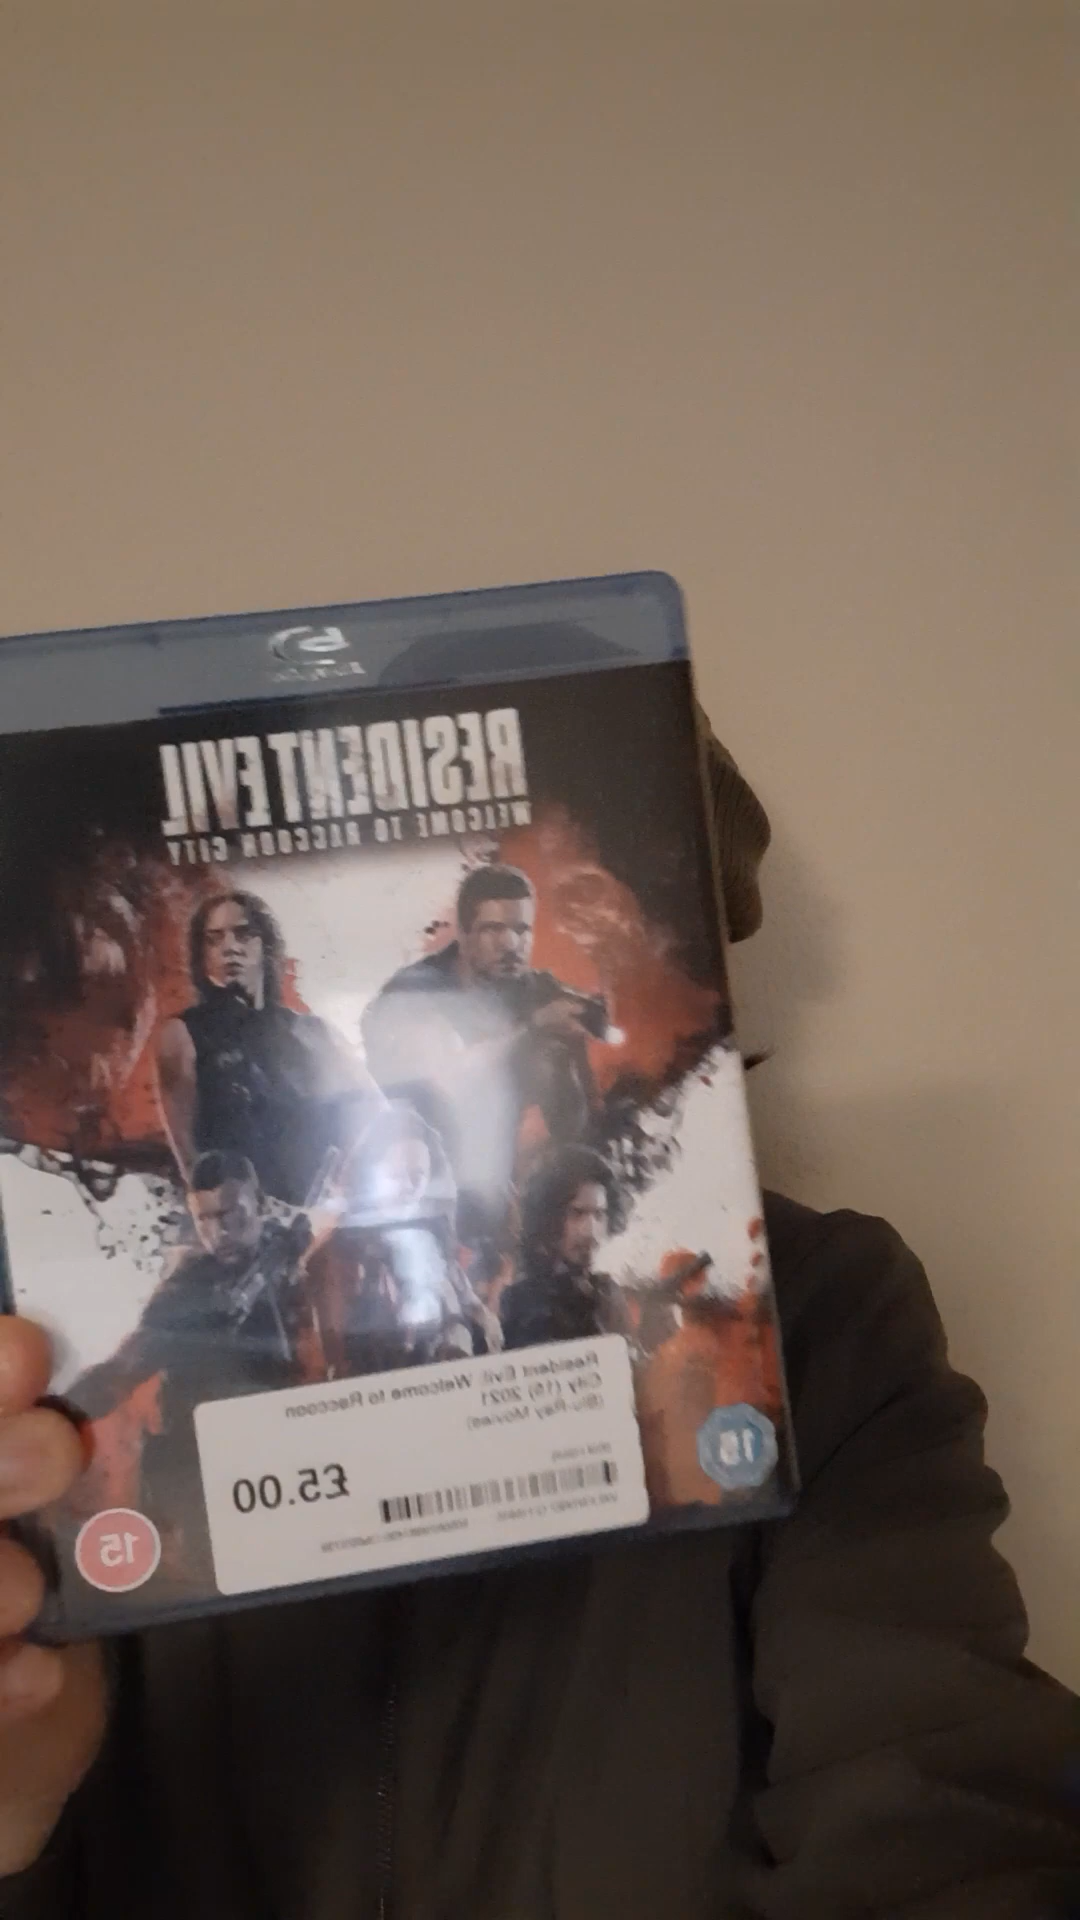 RESIDENT EVIL
WELCOME TO RACCOON CITY
Resident Evil: Welcome to Raccoon
City (15) 2021
(Blu-Ray Movies)
£5.00
15
15